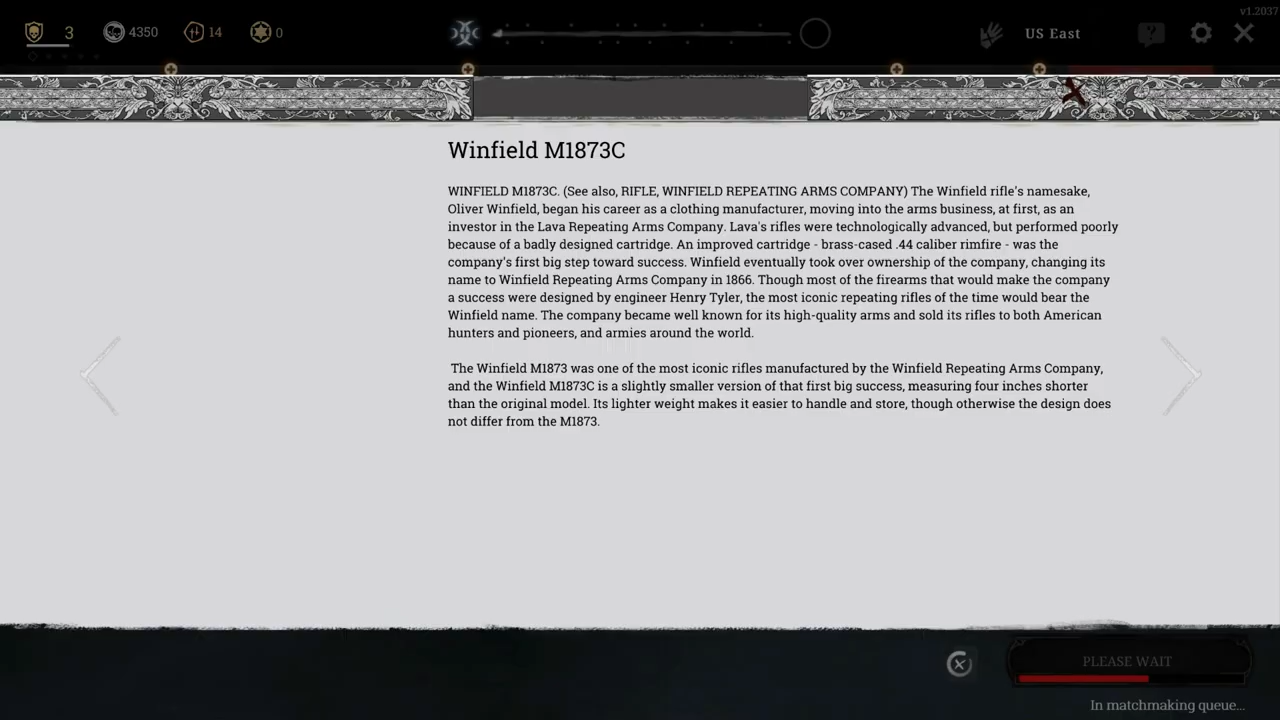 v1.2037
3 4350 14 0 US East
Winfield M1873C
WINFIELD M1873C. (See also, RIFLE, WINFIELD REPEATING ARMS COMPANY) The Winfield rifle's namesake,
Oliver Winfield, began his career as a clothing manufacturer, moving into the arms business, at first, as an
investor in the Lava Repeating Arms Company. Lava's rifles were technologically advanced, but performed poorly
because of a badly designed cartridge. An improved cartridge - brass-cased .44 caliber rimfire - was the
company's first big step toward success. Winfield eventually took over ownership of the company, changing its
name to Winfield Repeating Arms Company in 1866. Though most of the firearms that would make the company
a success were designed by engineer Henry Tyler, the most iconic repeating rifles of the time would bear the
Winfield name. The company became well known for its high-quality arms and sold its rifles to both American
hunters and pioneers, and armies around the world.
The Winfield M1873 was one of the most iconic rifles manufactured by the Winfield Repeating Arms Company,
and the Winfield M1873C is a slightly smaller version of that first big success, measuring four inches shorter
than the original model. Its lighter weight makes it easier to handle and store, though otherwise the design does
not differ from the M1873.
PLEASE WAIT
In matchmaking queue...